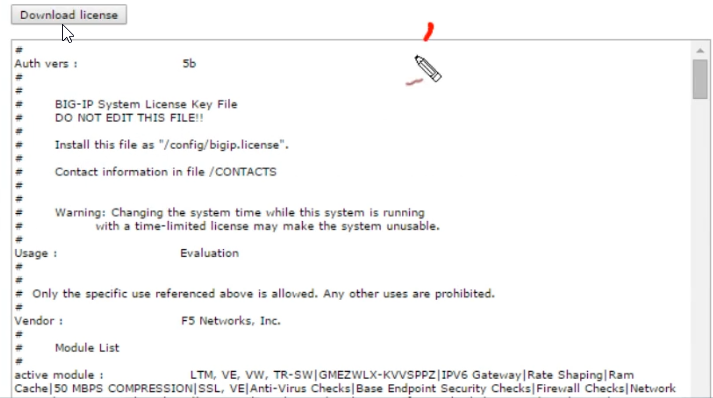 Download license
#
Auth vers :                    5b
#
#
#        BIG-IP System License Key File
#        DO NOT EDIT THIS FILE!!
#
#        Install this file as "/config/bigip.license".
#
#        Contact information in file /CONTACTS
#
#
#        Warning: Changing the system time while this system is running
#                 with a time-limited license may make the system unusable.
#
Usage :                        Evaluation
#
#
#  Only the specific use referenced above is allowed. Any other uses are prohibited.
#
Vendor :                       F5 Networks, Inc.
#
#        Module List
#
active module :                LTM, VE, VW, TR-SW|GMEZWLX-KVVSPPZ|IPV6 Gateway|Rate Shaping|Ram
Cache|50 MBPS COMPRESSION|SSL, VE|Anti-Virus Checks|Base Endpoint Security Checks|Firewall Checks|Network